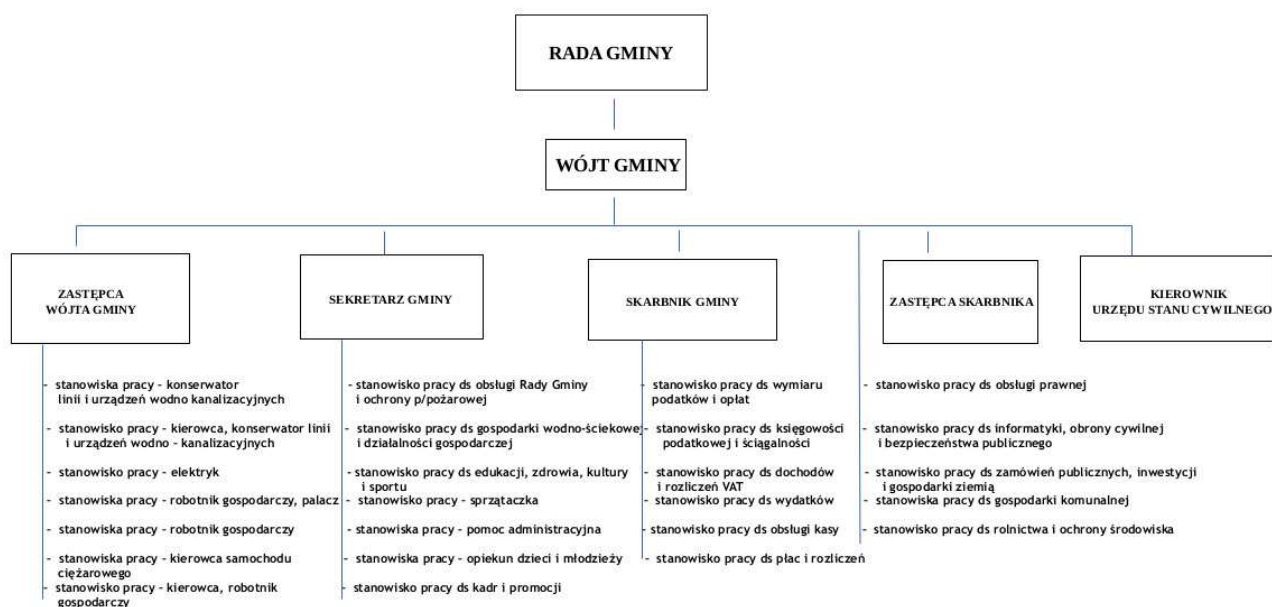 RADA GMINY
WÓJT GMINY
ZASTĘPCA
WÓJTA GMINY
SEKRETARZ GMINY
SKARBNIK GMINY
ZASTĘPCA SKARBNIKA
KIEROWNIK
URZĘDU STANU CYWILNEGO
- stanowiska pracy - konserwator
linii i urządzeń wodno kanalizacyjnych
- stanowisko pracy - kierowca, konserwator linii
i urządzeń wodno - kanalizacyjnych
- stanowisko pracy - elektryk
- stanowiska pracy - robotnik gospodarczy, palacz
- stanowiska pracy - robotnik gospodarczy
- stanowiska pracy - kierowca samochodu
ciężarowego
- stanowisko pracy - kierowca, robotnik
gospodarczy
- stanowisko pracy ds obsługi Rady Gminy
i ochrony p/pożarowej
- stanowisko pracy ds gospodarki wodno-ściekowej
i działalności gospodarczej
- stanowisko pracy ds edukacji, zdrowia, kultury
i sportu
- stanowisko pracy - sprzątaczka
- stanowiska pracy - pomoc administracyjna
- stanowiska pracy - opiekun dzieci i młodzieży
- stanowisko pracy ds kadr i promocji
- stanowisko pracy ds wymiaru
podatków i opłat
- stanowisko pracy ds księgowości
podatkowej i ściągalności
- stanowisko pracy ds dochodów
i rozliczeń VAT
- stanowisko pracy ds wydatków
- stanowisko pracy ds obsługi kasy
- stanowisko pracy ds płac i rozliczeń
- stanowisko pracy ds obsługi prawnej
- stanowisko pracy ds informatyki, obrony cywilnej
i bezpieczeństwa publicznego
- stanowisko pracy ds zamówień publicznych, inwestycji
i gospodarki ziemią
- stanowiska pracy ds gospodarki komunalnej
- stanowisko pracy ds rolnictwa i ochrony środowiska